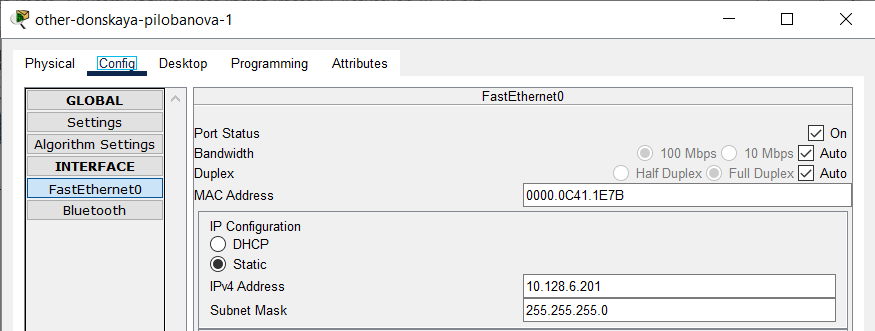 other-donskaya-pilobanova-1
Physical Config Desktop Programming Attributes
GLOBAL
Settings
Algorithm Settings
INTERFACE
FastEthernet0
Bluetooth
FastEthernet0
Port Status On
Bandwidth 100 Mbps 10 Mbps Auto
Duplex Half Duplex Full Duplex Auto
MAC Address 0000.0C41.1E7B
IP Configuration
DHCP
Static
IPv4 Address 10.128.6.201
Subnet Mask 255.255.255.0